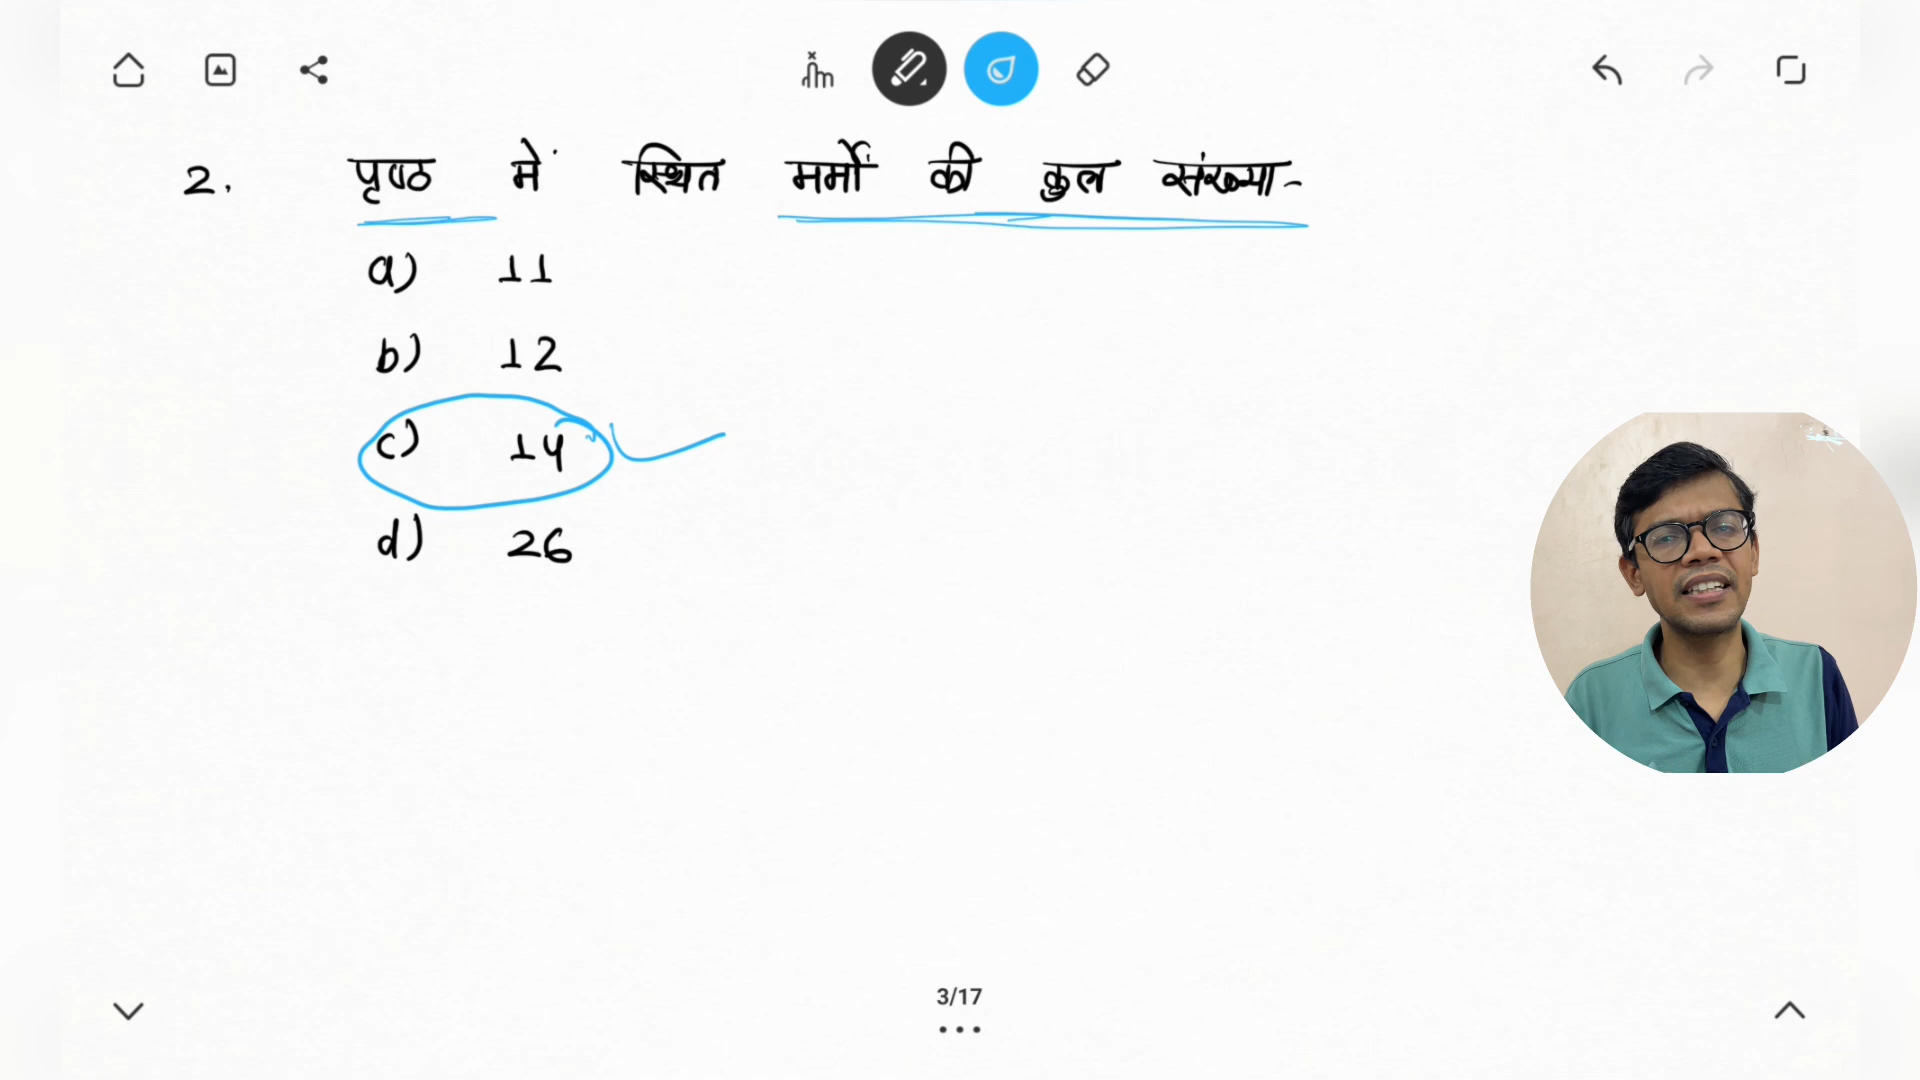 2. पृष्ठ में स्थित मर्मों की कुल संख्या-
a) 11
b) 12
c) 14
d) 26
3/17